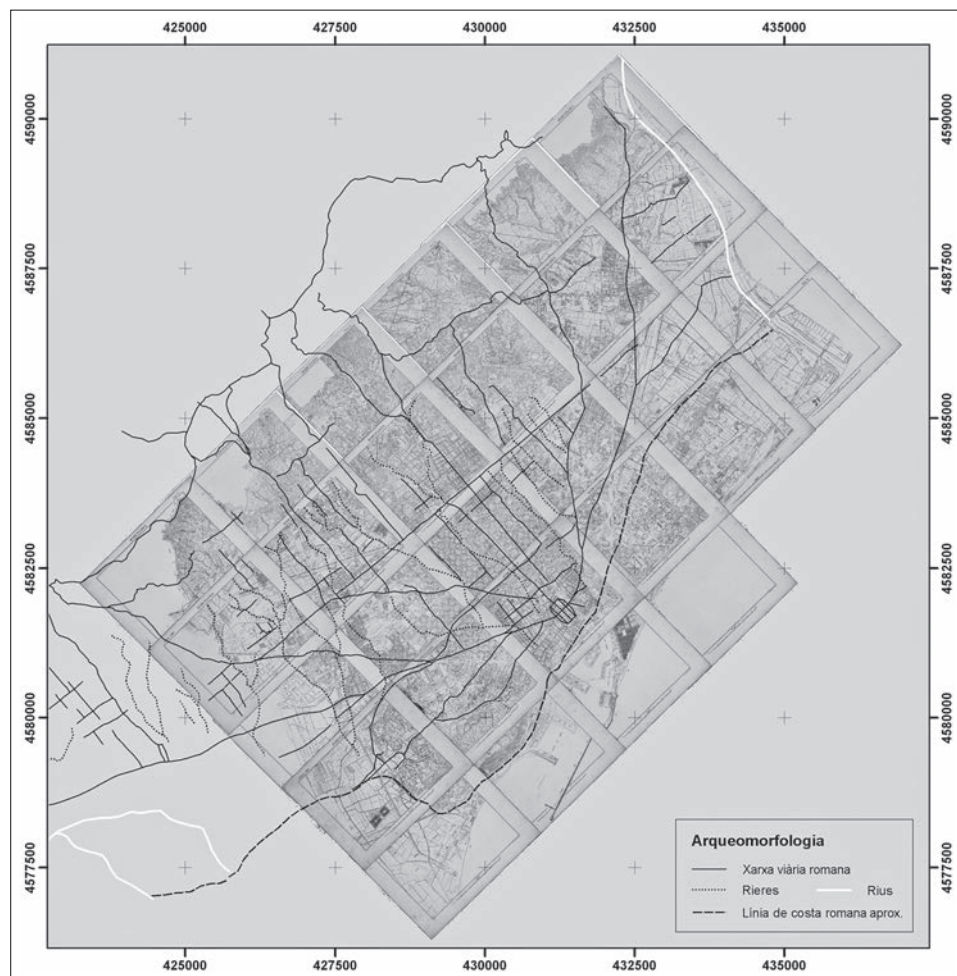 425000 427500 430000 432500 435000
4590000 4590000
4587500 4587500
4585000 4585000
4582500 4582500
4580000 4580000
4577500 4577500
Arqueomorfologia
Xarxa viària romana
Rieres Rius
Línia de costa romana aprox.
425000 427500 430000 432500 435000